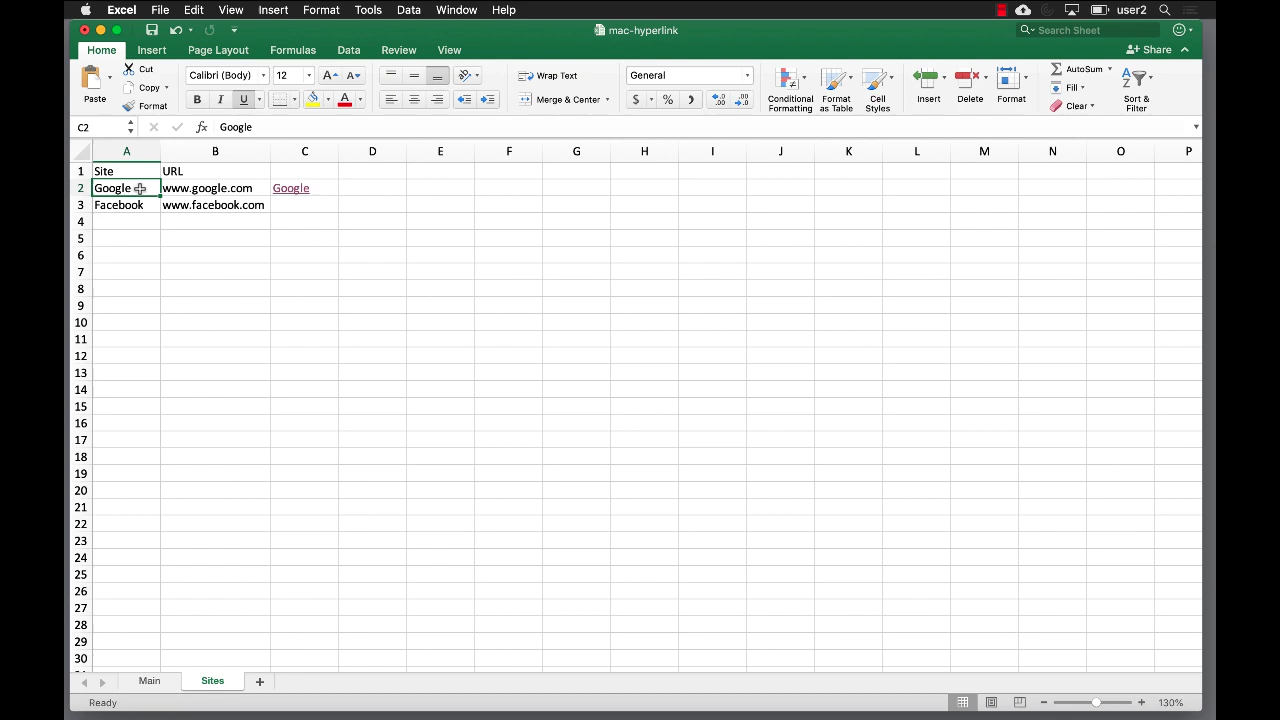 Excel File Edit View Insert Format Tools Data Window Help user2
mac-hyperlink
Search Sheet
Home Insert Page Layout Formulas Data Review View Share
Paste Cut Copy Format
Calibri (Body) 12 A A
B I U A
Wrap Text
Merge & Center
General
$ % )
Conditional Formatting
Format as Table
Cell Styles
Insert Delete Format
AutoSum
Fill
Clear
Sort & Filter
C2 fx Google
A B C D E F G H I J K L M N O P
1 Site URL
2 Google www.google.com Google
3 Facebook www.facebook.com
4
5
6
7
8
9
10
11
12
13
14
15
16
17
18
19
20
21
22
23
24
25
26
27
28
29
30
Main Sites +
Ready 130%